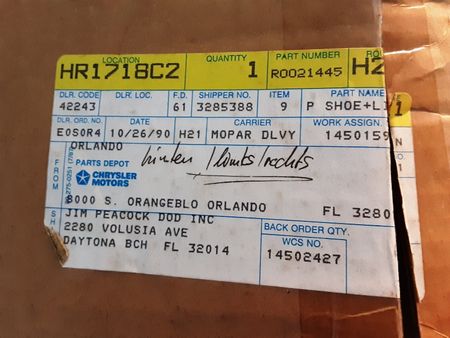 LOCATION QUANTITY PART NUMBER
HR1718C2 1 R0021445 H2
DLR. CODE DLR. LOC. F.D. SHIPPER NO. ITEM PART NAME
42243 61 3285388 9 P SHOE+LI
1
DLR. ORD. NO. DATE CARRIER WORK ASSIGN.
E0S0R4 10/26/90 H21 MOPAR DLVY 1450159
N
ORLANDO
PARTS DEPOT
CHRYSLER
MOTORS
FROM
hinten / links/rechts
8000 S. ORANGEBLO ORLANDO FL 3280
JIM PEACOCK DOD INC
2280 VOLUSIA AVE
DAYTONA BCH FL 32014
BACK ORDER QTY.
WCS NO.
14502427